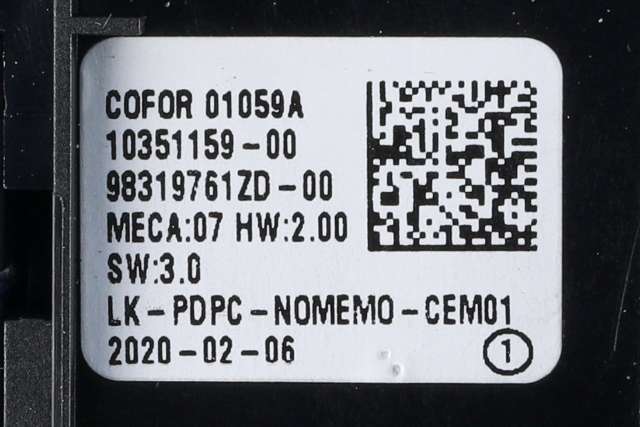 COFOR 01059A
10351159-00
98319761ZD-00
MECA:07 HW:2.00
SW:3.0
LK-PDPC-NOMEMO-CEM01
2020-02-06
1